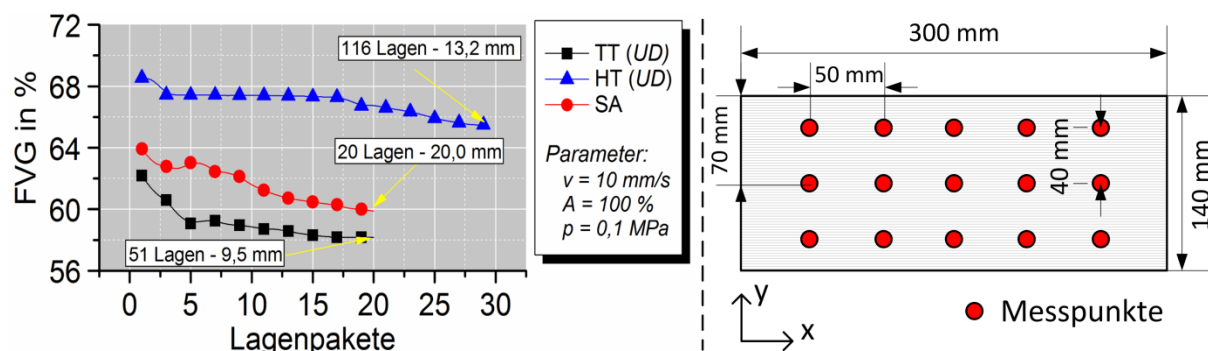 72
68
64
60
56
FVG in %
0
5
10
15
20
25
30
Lagenpakete
116 Lagen - 13,2 mm
20 Lagen - 20,0 mm
51 Lagen - 9,5 mm
TT (UD)
HT (UD)
SA
Parameter:
v = 10 mm/s
A = 100 %
p = 0,1 MPa
300 mm
50 mm
70 mm
40 mm
140 mm
y
x
Messpunkte